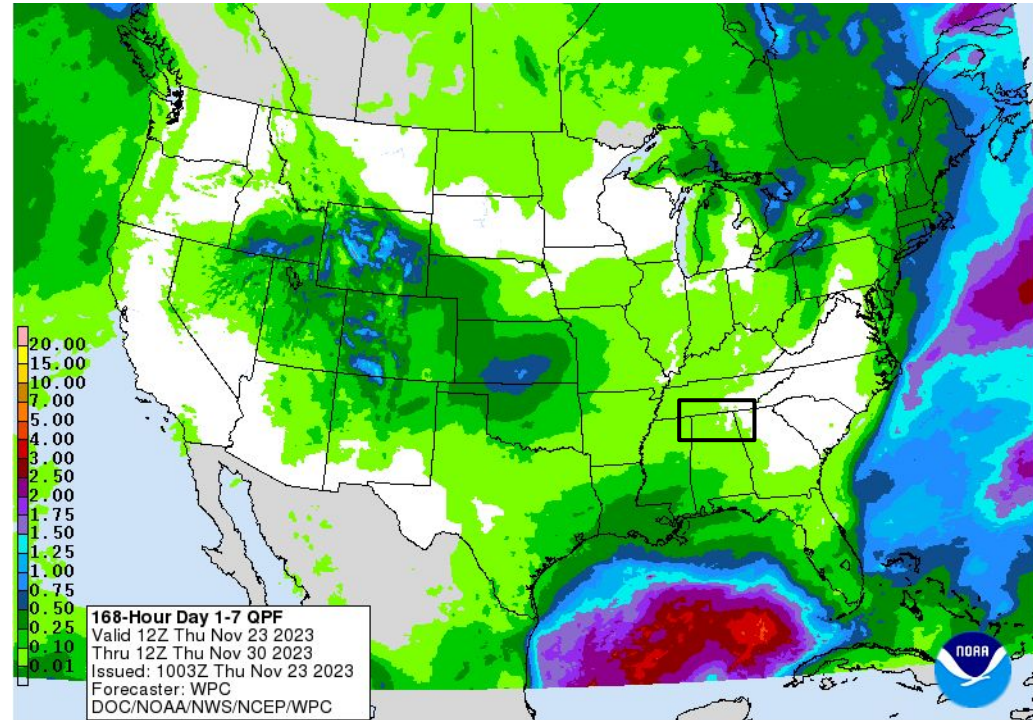 20.00
15.00
10.00
7.00
5.00
4.00
3.00
2.50
2.00
1.75
1.50
1.25
1.00
0.75
0.50
0.25
0.10
0.01
168-Hour Day 1-7 QPF
Valid 12Z Thu Nov 23 2023
Thru 12Z Thu Nov 30 2023
Issued: 1003Z Thu Nov 23 2023
Forecaster: WPC
DOC/NOAA/NWS/NCEP/WPC
NOAA